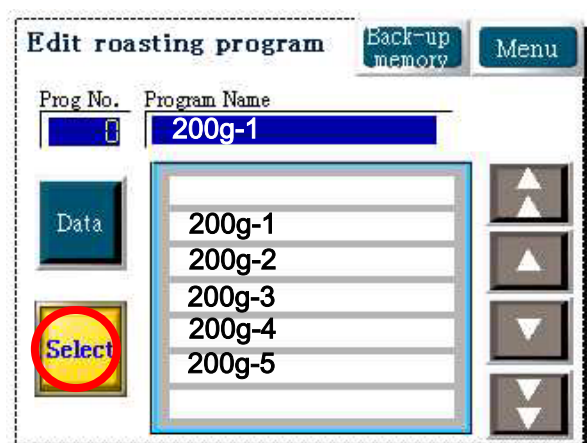 Edit roasting program
Back-up
memory
Menu
Prog No.
Program Name
0
200g-1
Data
200g-1
200g-2
200g-3
200g-4
200g-5
Select